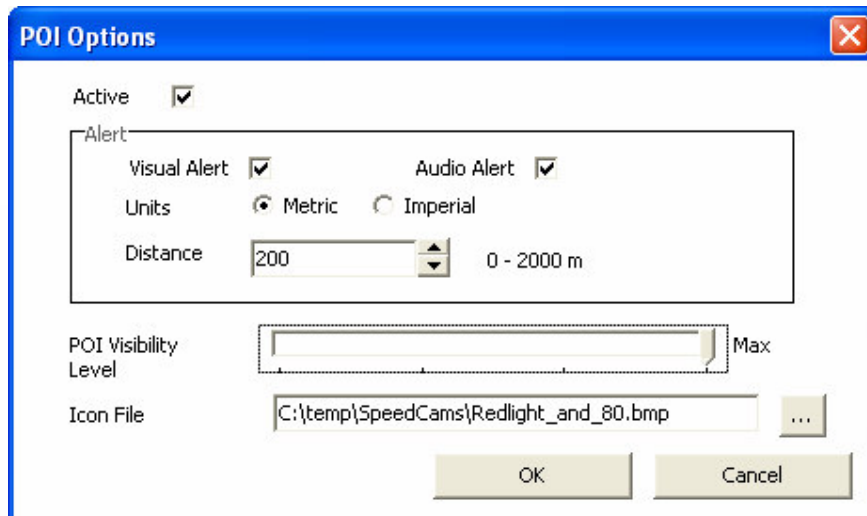 POI Options
Active
Alert
Visual Alert
Audio Alert
Units
Metric
Imperial
Distance
200
0 - 2000 m
POI Visibility
Level
Max
Icon File
C:\temp\SpeedCams\Redlight_and_80.bmp
...
OK
Cancel